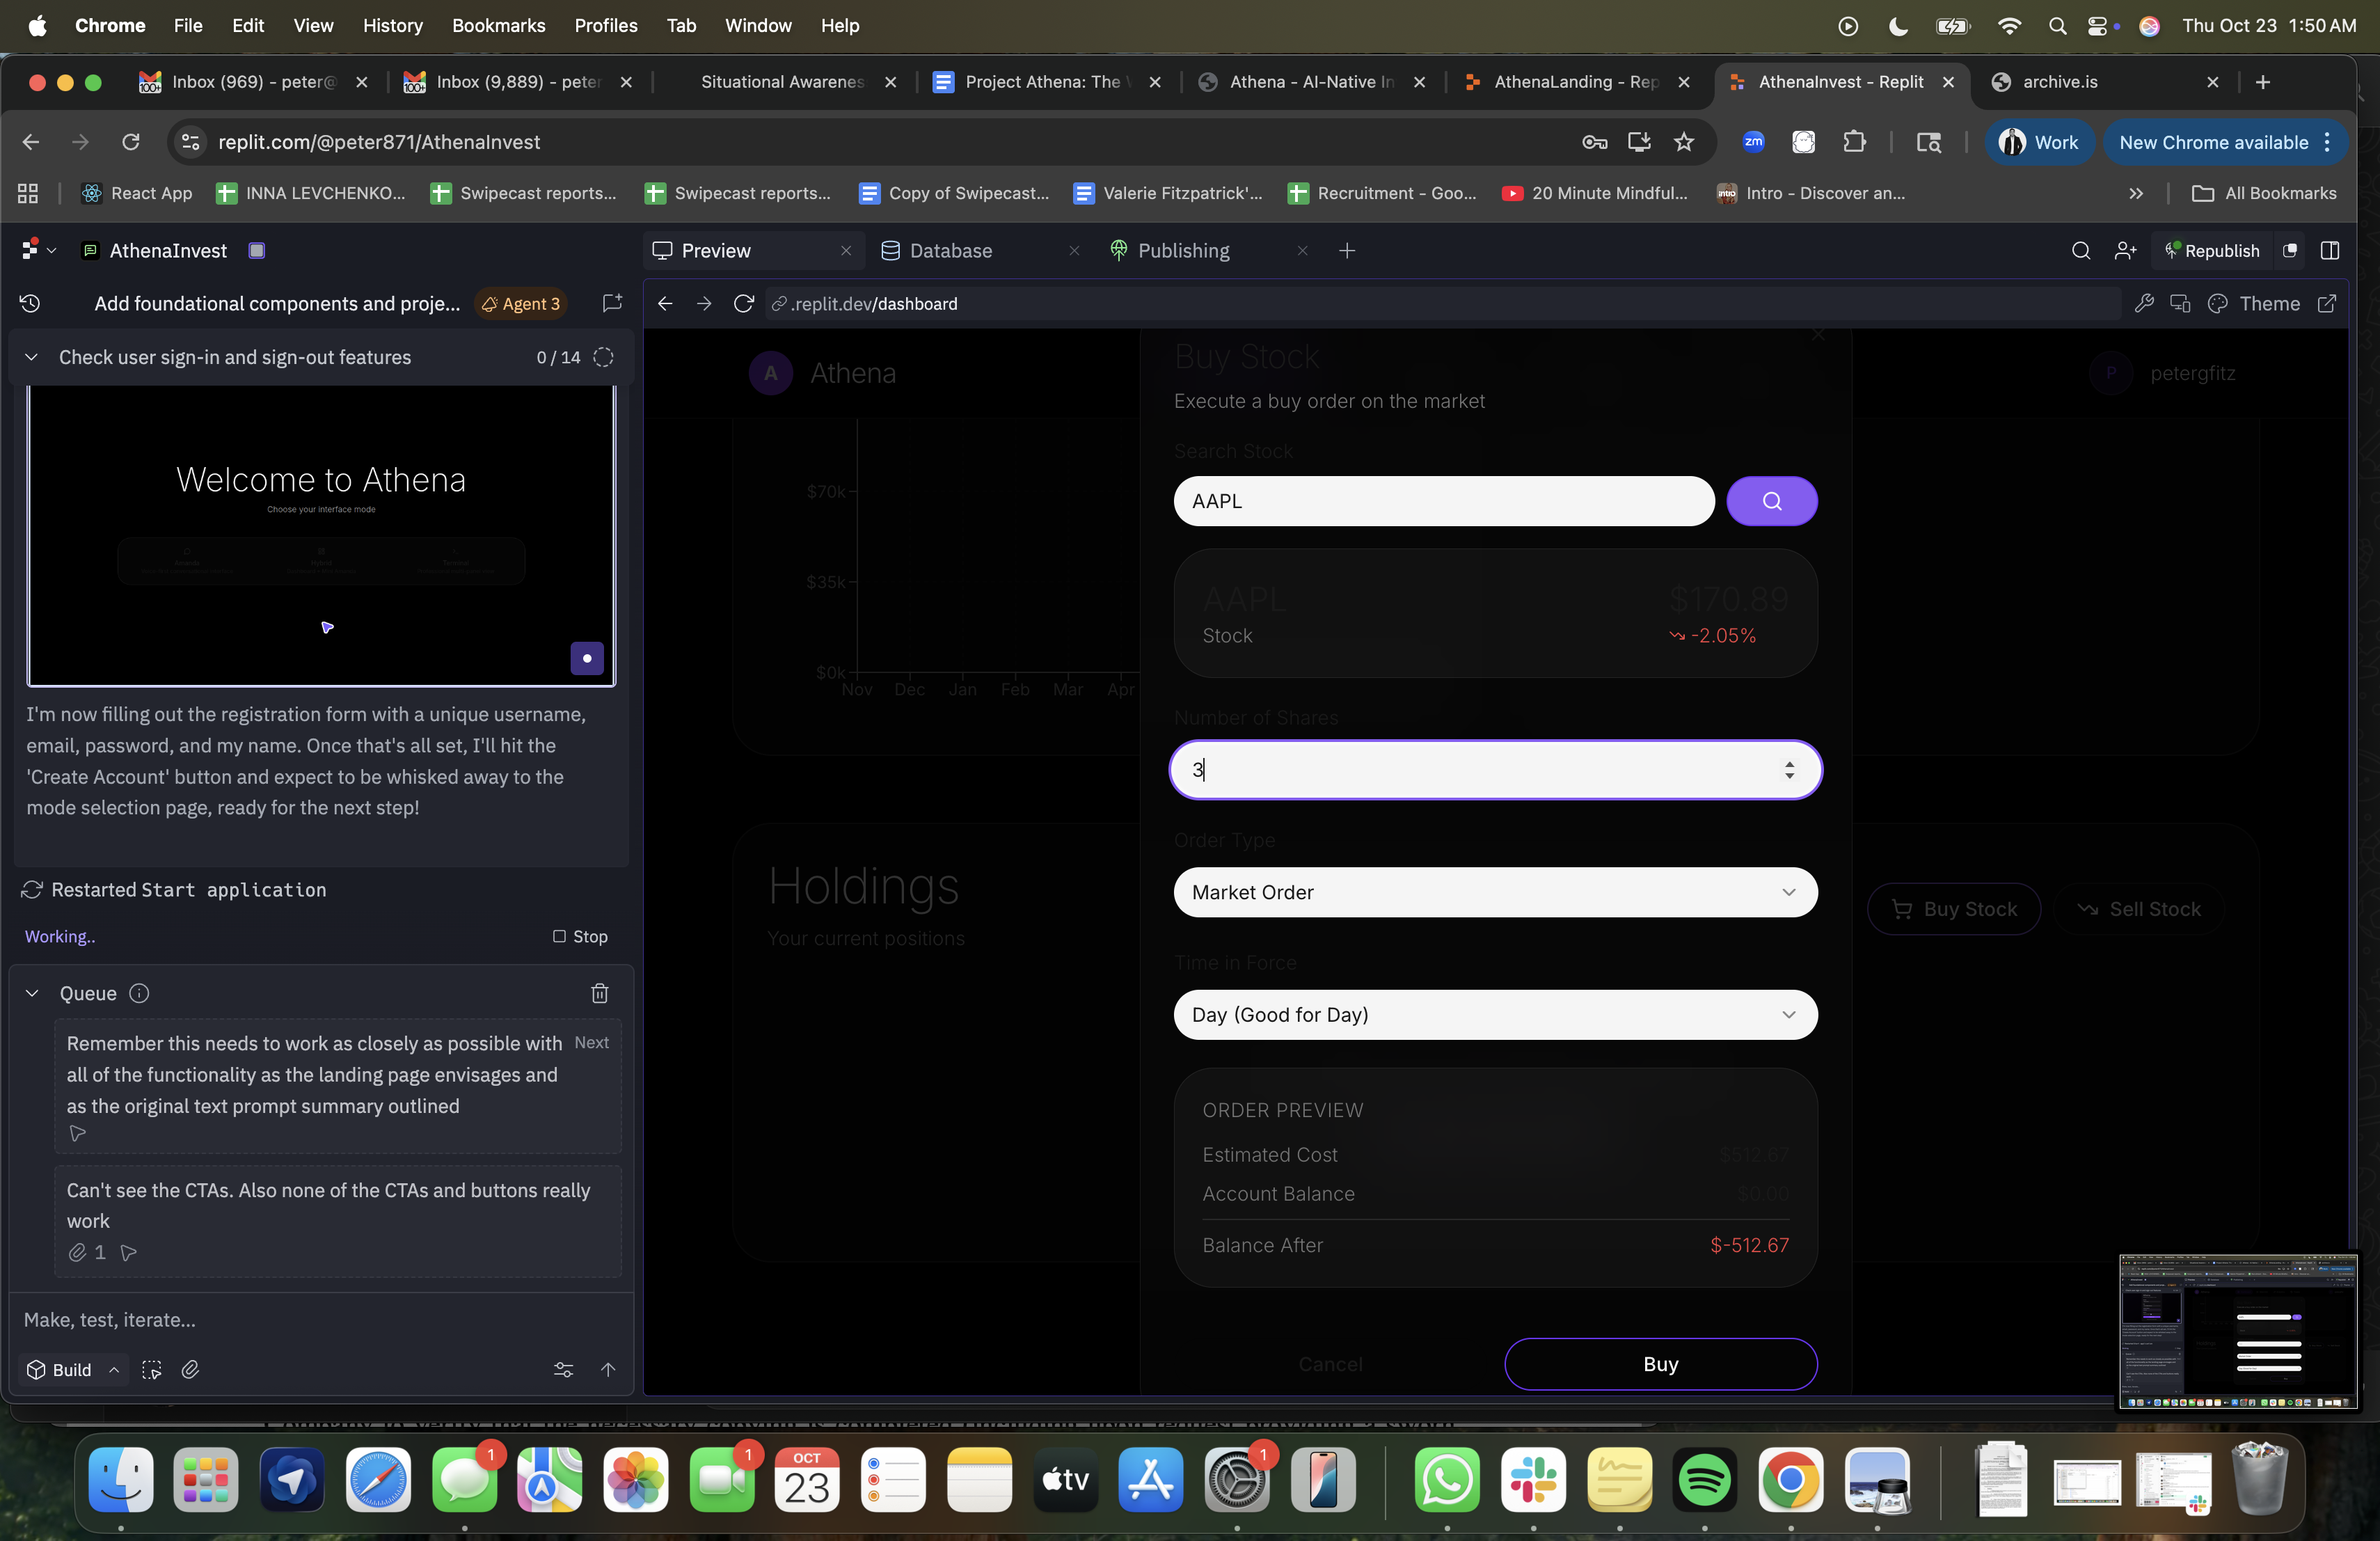 Chrome File Edit View History Bookmarks Profiles Tab Window Help
Thu Oct 23 1:50 AM
Inbox (969) - peter@
Inbox (9,889) - peter
Situational Awarenes
Project Athena: The
Athena - AI-Native In
AthenaLanding - Rep
AthenaInvest - Replit
archive.is
replit.com/@peter871/AthenaInvest
zm
Work
New Chrome available
React App
INNA LEVCHENKO...
Swipecast reports...
Swipecast reports...
Copy of Swipecast...
Valerie Fitzpatrick'...
Recruitment - Goo...
20 Minute Mindful...
intro
Intro - Discover an...
All Bookmarks
AthenaInvest
Preview
Database
Publishing
Republish
Add foundational components and proje...
Agent 3
.replit.dev/dashboard
Theme
Check user sign-in and sign-out features
0 / 14
Welcome to Athena
Choose your interface mode
Hybrid
Terminal
I'm now filling out the registration form with a unique username,
email, password, and my name. Once that's all set, I'll hit the
'Create Account' button and expect to be whisked away to the
mode selection page, ready for the next step!
Restarted Start application
Working..
Stop
Queue
Remember this needs to work as closely as possible with
Next
all of the functionality as the landing page envisages and
as the original text prompt summary outlined
Can't see the CTAs. Also none of the CTAs and buttons really
work
1
Make, test, iterate...
Build
A
Athena
P
petergfitz
$70k
$35k
$0k
Nov Dec Jan Feb Mar Apr
Holdings
Your current positions
Buy Stock
Sell Stock
Buy Stock
Execute a buy order on the market
Search Stock
AAPL
AAPL
$170.89
Stock
-2.05%
Number of Shares
3
Order Type
Market Order
Time in Force
Day (Good for Day)
ORDER PREVIEW
Estimated Cost
$512.67
Account Balance
$0.00
Balance After
$-512.67
Cancel
Buy
1
1
OCT
23
tv
1